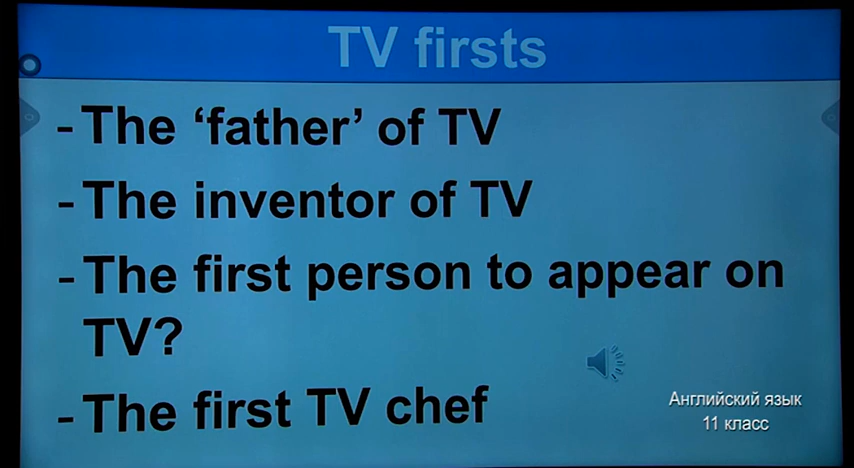 TV firsts
- The ‘father’ of TV
- The inventor of TV
- The first person to appear on
TV?
- The first TV chef
Английский язык
11 класс